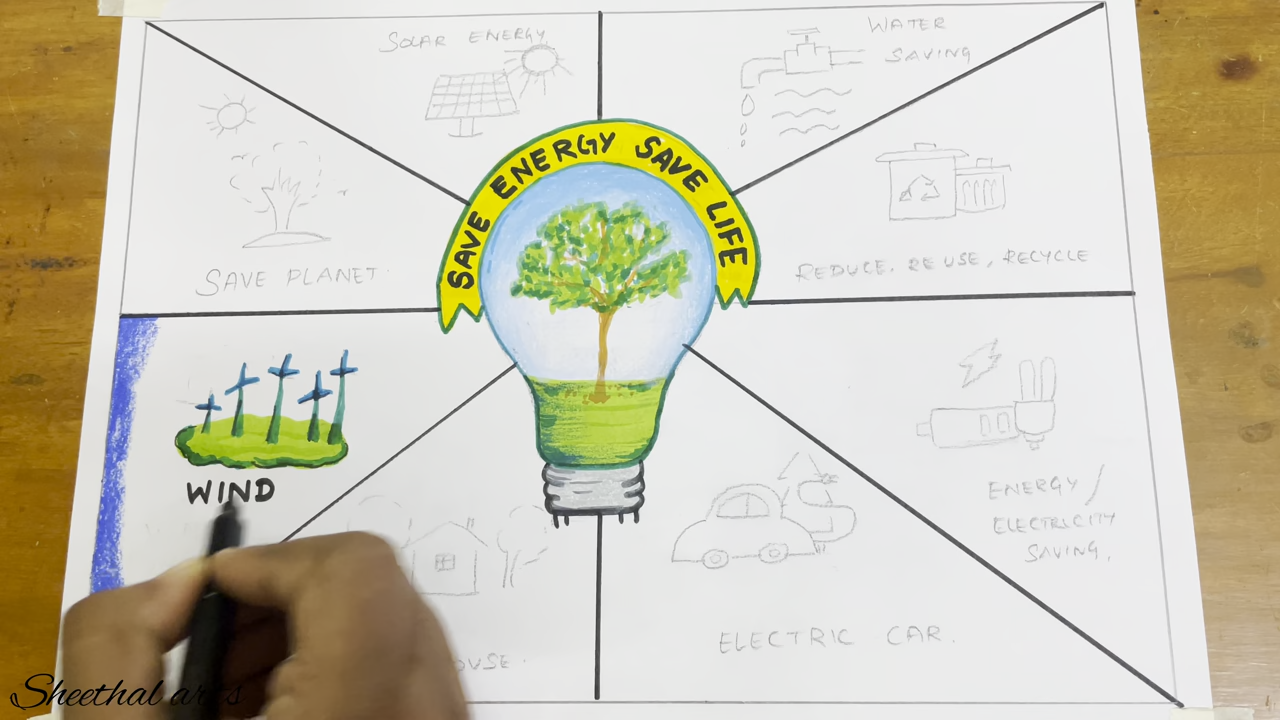 SOLAR ENERGY
WATER
SAVING
SAVE ENERGY SAVE LIFE
SAVE PLANET.
REDUCE, REUSE, RECYCLE
WIND
ENERGY/
ELECTRICITY
SAVING.
ELECTRIC CAR.
Sheethal arts